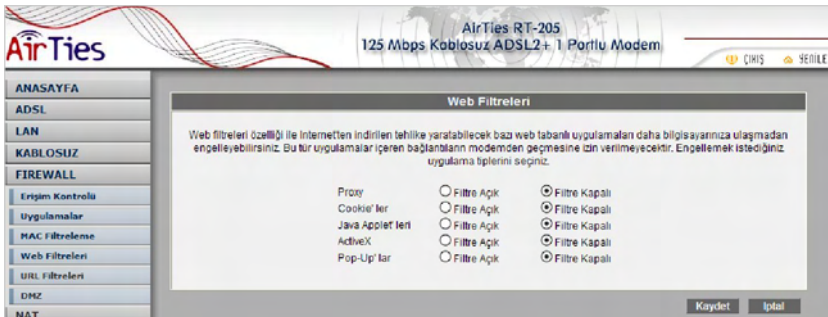 AirTies
AirTies RT-205
125 Mbps Kablosuz ADSL2+ 1 Portlu Modem
ÇIKIŞ
YENİLE
ANASAYFA
ADSL
LAN
KABLOSUZ
FIREWALL
Erişim Kontrolü
Uygulamalar
MAC Filtreleme
Web Filtreleri
URL Filtreleri
DMZ
NAT
Web Filtreleri
Web filtreleri özelliği ile Internet'ten indirilen tehlike yaratabilecek bazı web tabanlı uygulamaları daha bilgisayarınıza ulaşmadan
engelleyebilirsiniz. Bu tür uygulamalar içeren bağlantıların modemden geçmesine izin verilmeyecektir. Engellemek istediğiniz
uygulama tiplerini seçiniz.
Proxy Filtre Açık Filtre Kapalı
Cookie' ler Filtre Açık Filtre Kapalı
Java Applet' leri Filtre Açık Filtre Kapalı
ActiveX Filtre Açık Filtre Kapalı
Pop-Up' lar Filtre Açık Filtre Kapalı
Kaydet Iptal